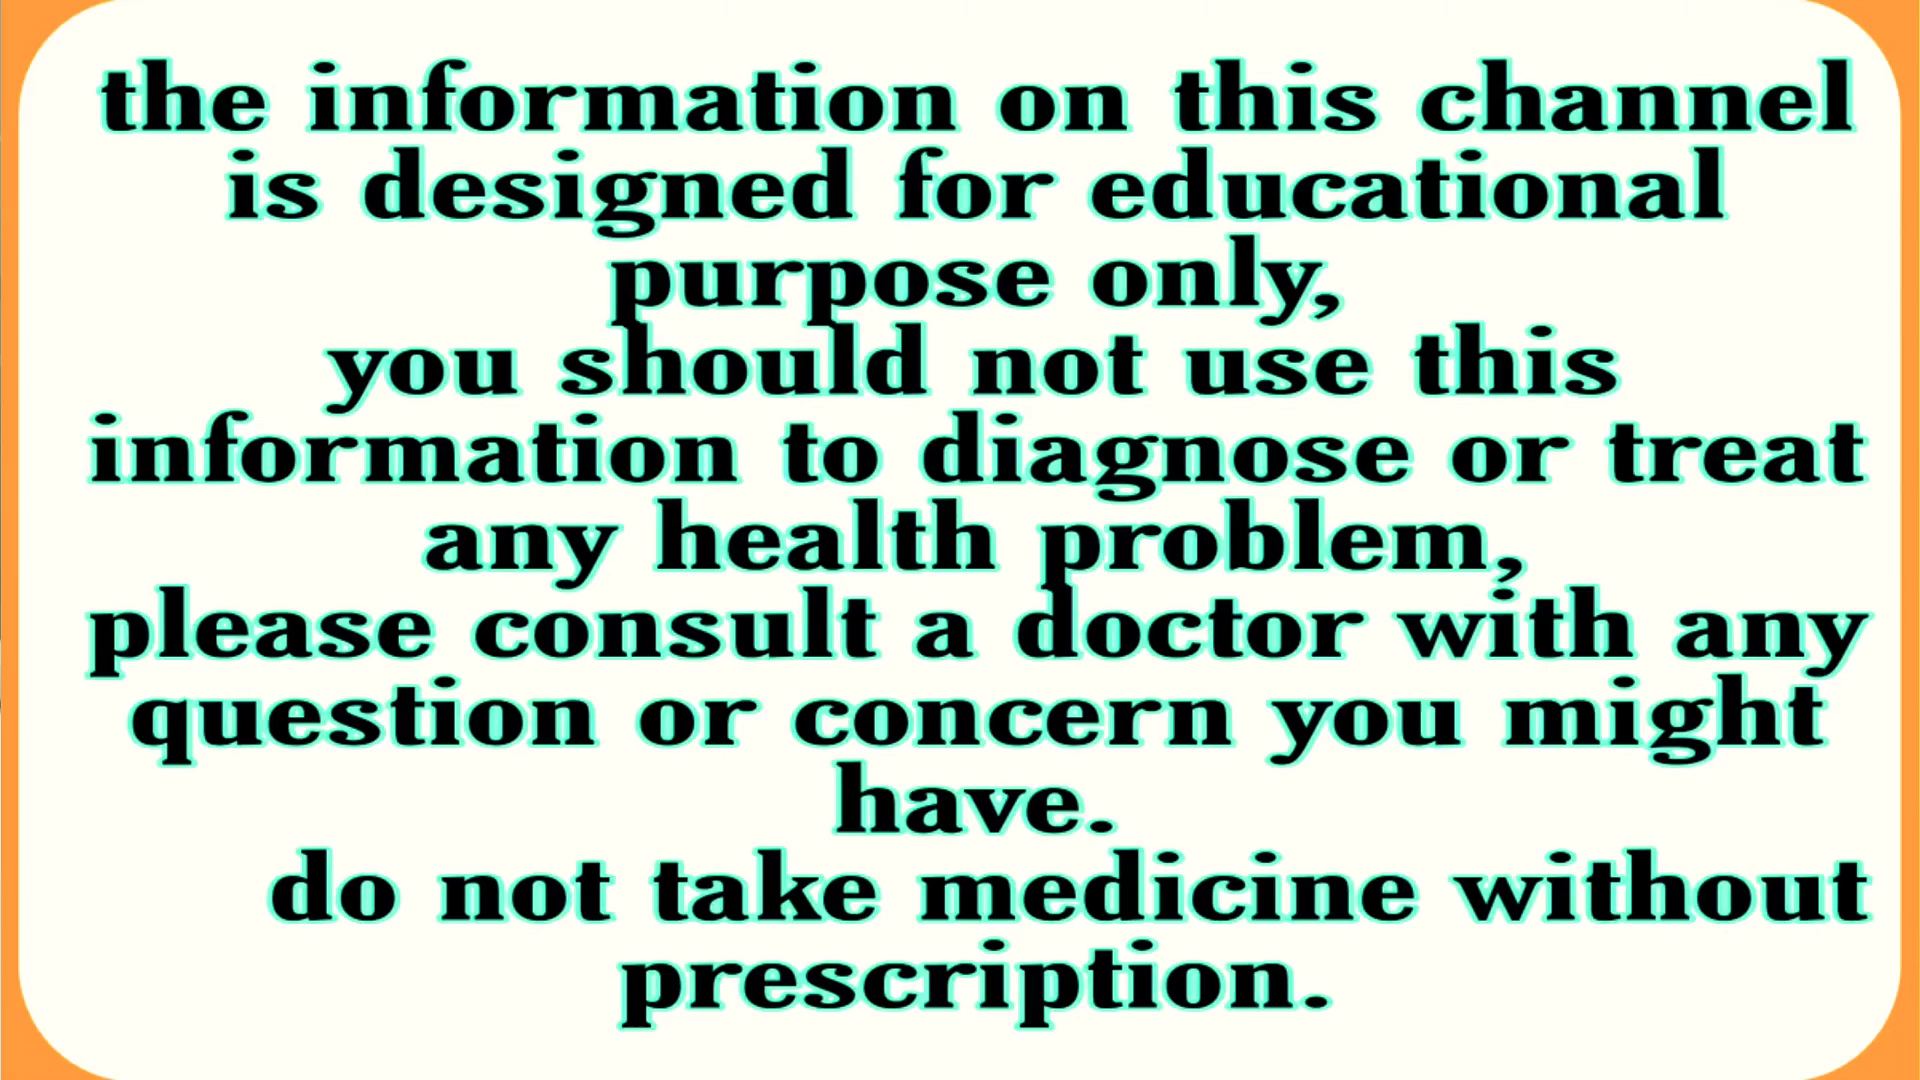 the information on this channel
is designed for educational
purpose only,
you should not use this
information to diagnose or treat
any health problem,
please consult a doctor with any
question or concern you might
have.
do not take medicine without
prescription.